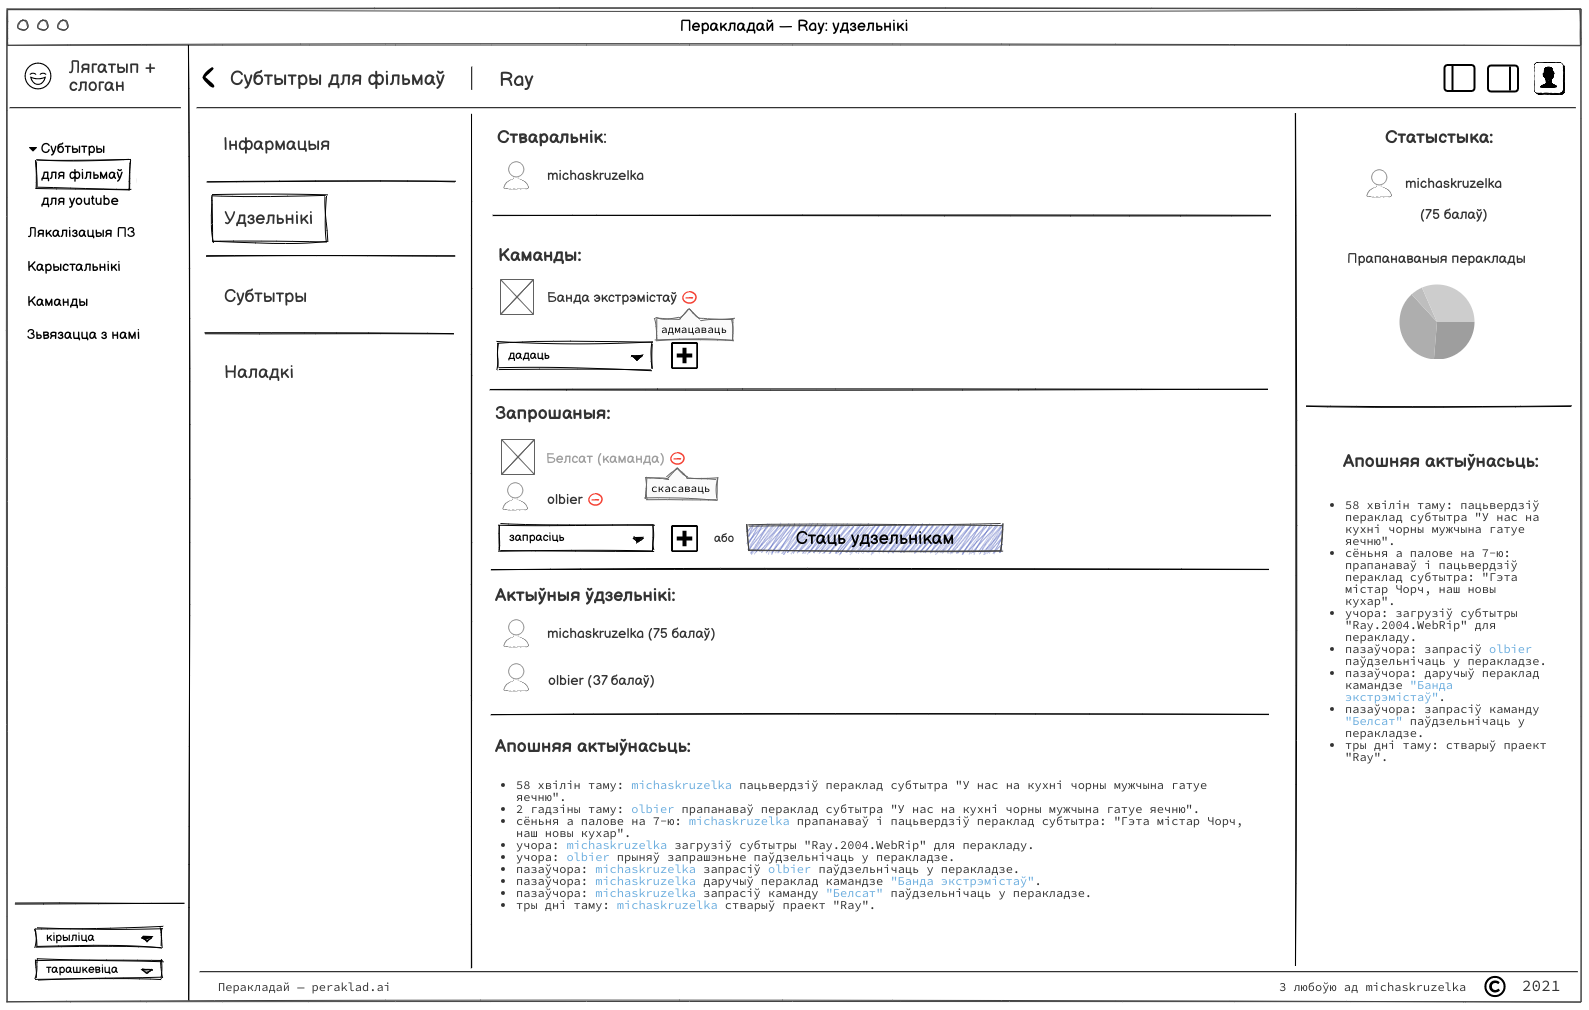 Перакладай — Ray: удзельнікі
Лягатып +
слоган
Субтытры
для фільмаў
для youtube
Лякалізацыя ПЗ
Карыстальнікі
Каманды
Зьвязацца з намі
кірыліца
тарашкевіца
Субтытры для фільмаў
Ray
Інфармацыя
Удзельнікі
Субтытры
Наладкі
Стваральнік:
michaskruzelka
Каманды:
Банда экстрэмістаў
адмацаваць
дадаць
Запрошаныя:
Белсат (каманда)
скасаваць
olbier
запрасіць
або
Стаць удзельнікам
Актыўныя ўдзельнікі:
michaskruzelka (75 балаў)
olbier (37 балаў)
Апошняя актыўнасьць:
• 58 хвілін таму: michaskruzelka пацьвердзіў пераклад субтытра "У нас на кухні чорны мужчына гатуе
яечню".
• 2 гадзіны таму: olbier прапанаваў пераклад субтытра "У нас на кухні чорны мужчына гатуе яечню".
• сёньня а палове на 7-ю: michaskruzelka прапанаваў і пацьвердзіў пераклад субтытра: "Гэта містар Чорч,
наш новы кухар".
• учора: michaskruzelka загрузіў субтытры "Ray.2004.WebRip" для перакладу.
• учора: olbier прыняў запрашэньне паўдзельнічаць у перакладзе.
• пазаўчора: michaskruzelka запрасіў olbier паўдзельнічаць у перакладзе.
• пазаўчора: michaskruzelka даручыў пераклад камандзе "Банда экстрэмістаў".
• пазаўчора: michaskruzelka запрасіў каманду "Белсат" паўдзельнічаць у перакладзе.
• тры дні таму: michaskruzelka стварыў праект "Ray".
Статыстыка:
michaskruzelka
(75 балаў)
Прапанаваныя пераклады
Апошняя актыўнасьць:
• 58 хвілін таму: пацьвердзіў
пераклад субтытра "У нас на
кухні чорны мужчына гатуе
яечню".
• сёньня а палове на 7-ю:
прапанаваў і пацьвердзіў
пераклад субтытра: "Гэта
містар Чорч, наш новы
кухар".
• учора: загрузіў субтытры
"Ray.2004.WebRip" для
перакладу.
• пазаўчора: запрасіў olbier
паўдзельнічаць у перакладзе.
• пазаўчора: даручыў пераклад
камандзе "Банда
экстрэмістаў".
• пазаўчора: запрасіў каманду
"Белсат" паўдзельнічаць у
перакладзе.
• тры дні таму: стварыў праект
"Ray".
Перакладай — peraklad.ai
З любоўю ад michaskruzelka © 2021